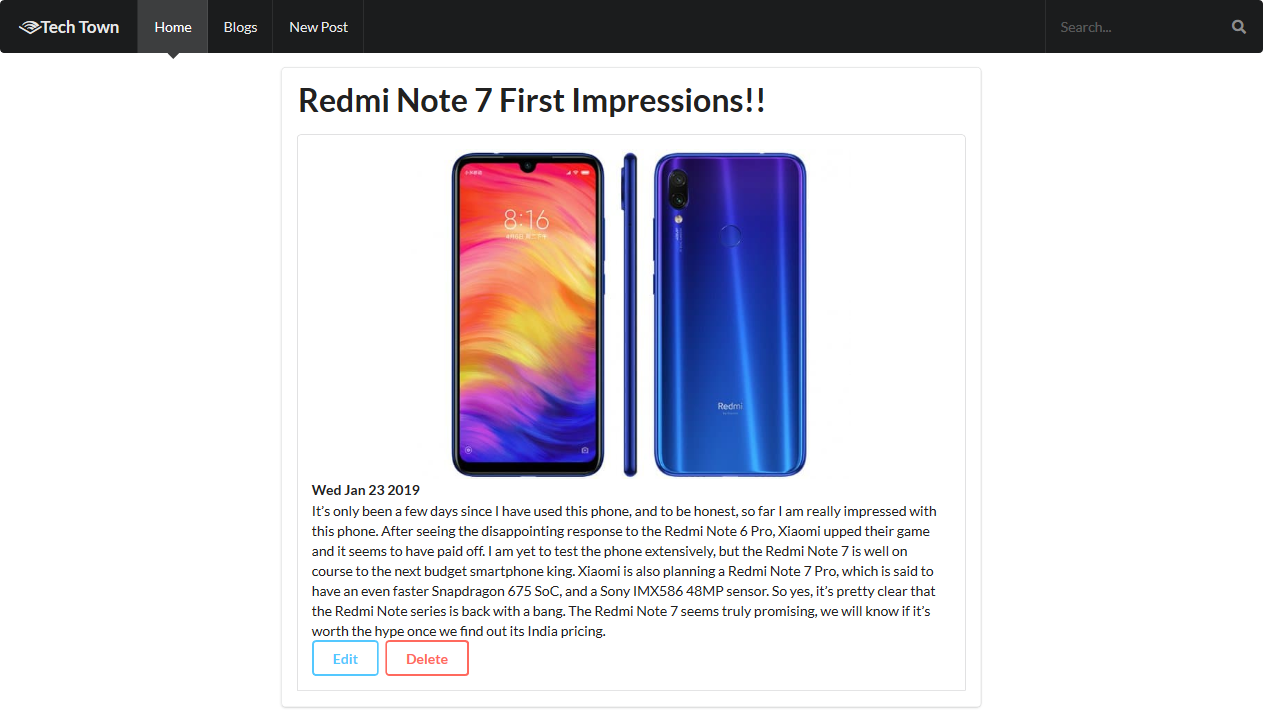 Tech Town Home Blogs New Post Search...
Redmi Note 7 First Impressions!!
8:16
Redmi
Wed Jan 23 2019
It's only been a few days since I have used this phone, and to be honest, so far I am really impressed with
this phone. After seeing the disappointing response to the Redmi Note 6 Pro, Xiaomi upped their game
and it seems to have paid off. I am yet to test the phone extensively, but the Redmi Note 7 is well on
course to the next budget smartphone king. Xiaomi is also planning a Redmi Note 7 Pro, which is said to
have an even faster Snapdragon 675 SoC, and a Sony IMX586 48MP sensor. So yes, it's pretty clear that
the Redmi Note series is back with a bang. The Redmi Note 7 seems truly promising, we will know if it's
worth the hype once we find out its India pricing.
Edit Delete